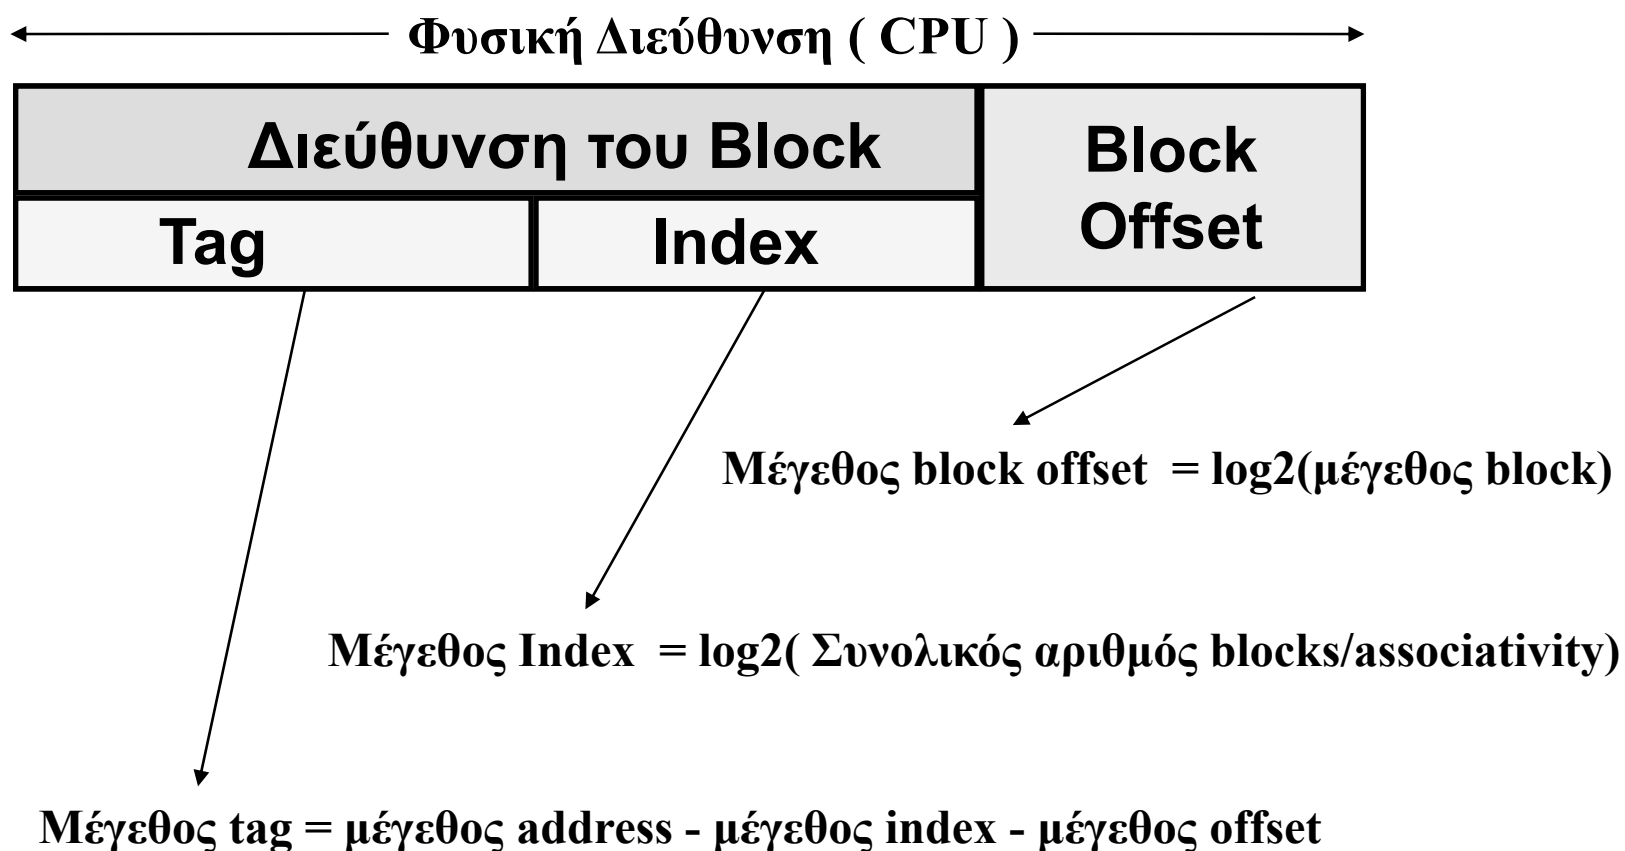 Φυσική Διεύθυνση ( CPU )
Διεύθυνση του Block
Block
Offset
Tag
Index
Μέγεθος block offset = log2(μέγεθος block)
Μέγεθος Index = log2( Συνολικός αριθμός blocks/associativity)
Μέγεθος tag = μέγεθος address - μέγεθος index - μέγεθος offset